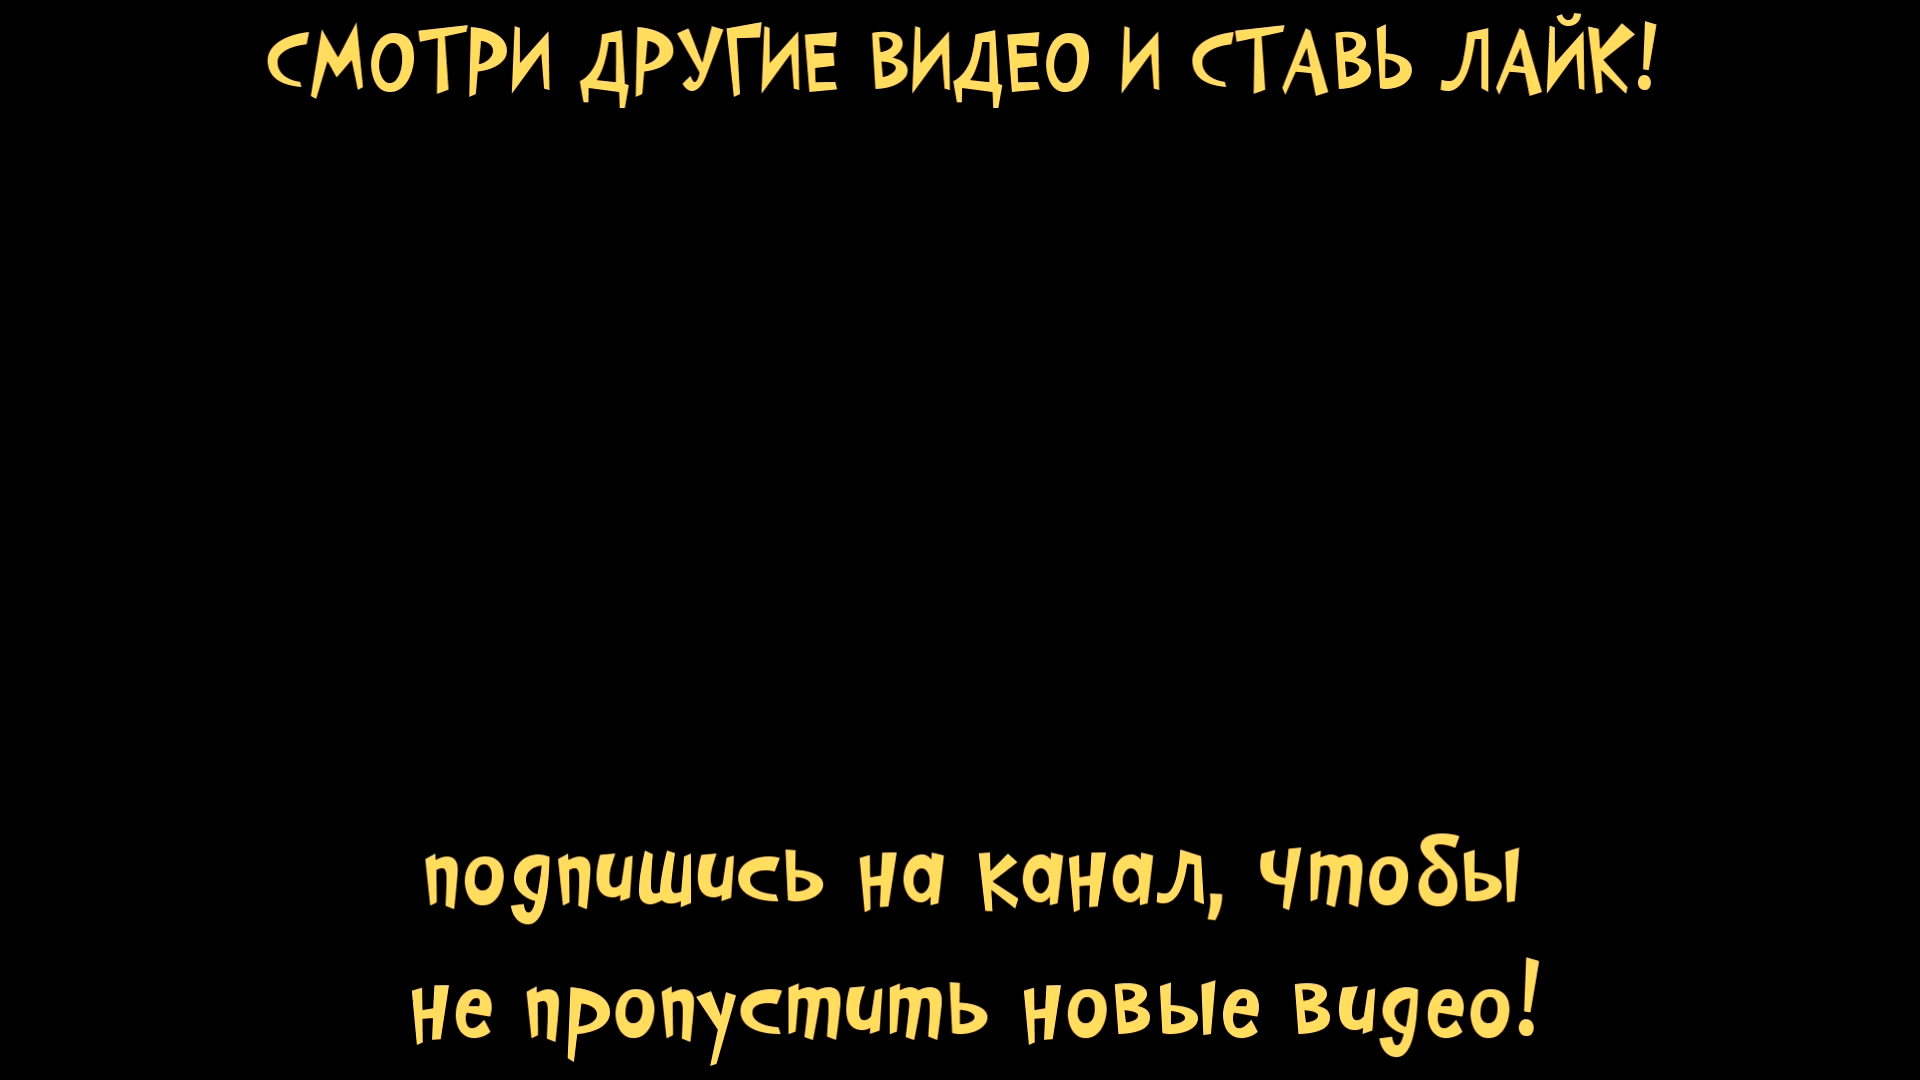 СМОТРИ ДРУГИЕ ВИДЕО И СТАВЬ ЛАЙК!
подпишись на канал, чтобы
не пропустить новые видео!